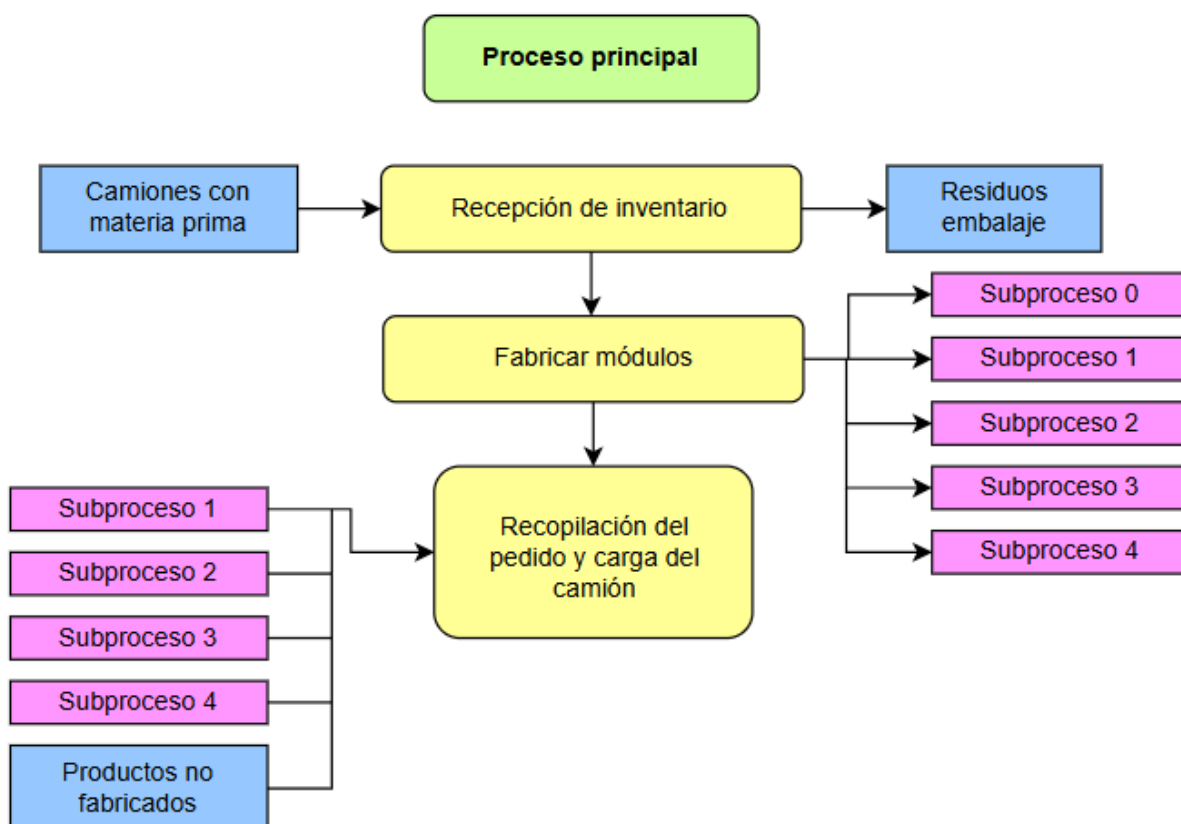 Proceso principal
Camiones con
materia prima
Recepción de inventario
Residuos
embalaje
Subproceso 0
Fabricar módulos
Subproceso 1
Subproceso 2
Subproceso 3
Subproceso 4
Recopilación del
pedido y carga del
camión
Subproceso 1
Subproceso 2
Subproceso 3
Subproceso 4
Productos no
fabricados